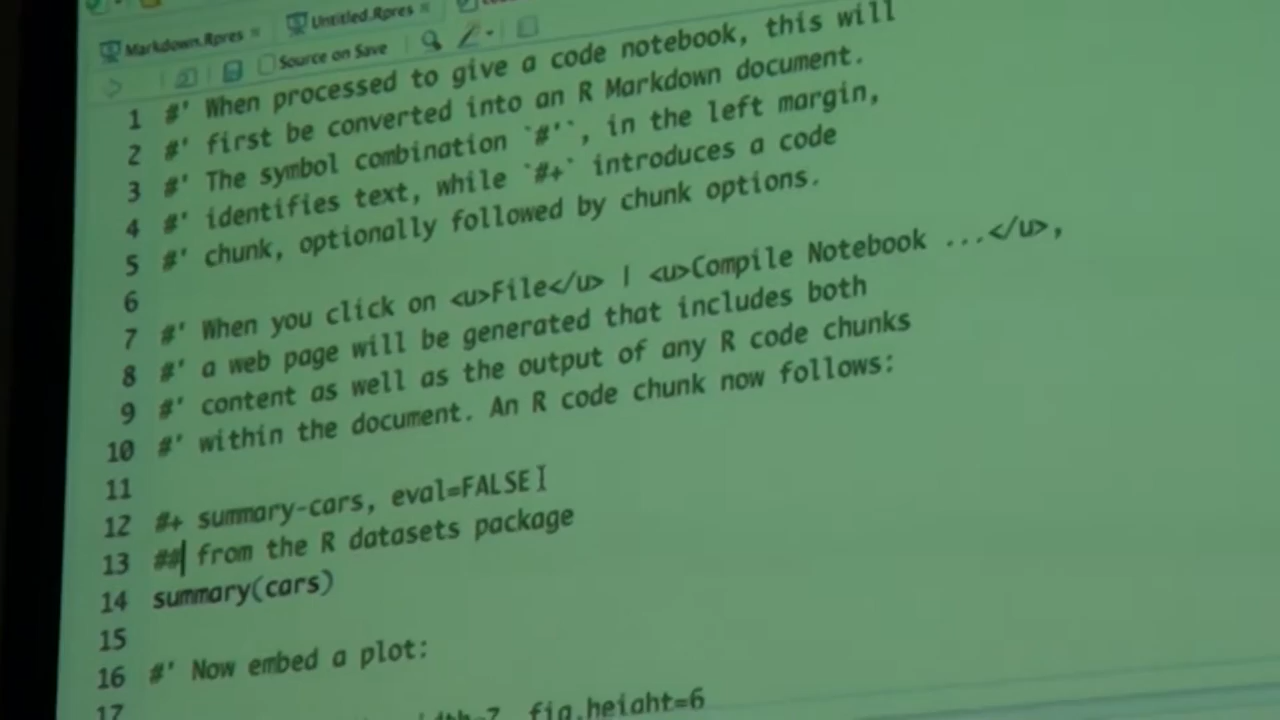 Markdown.Rpres Untitled.Rpres
Source on Save
1 #' When processed to give a code notebook, this will
2 #' first be converted into an R Markdown document.
3 #' The symbol combination `#'`, in the left margin,
4 #' identifies text, while `#+` introduces a code
5 #' chunk, optionally followed by chunk options.
6
7 #' When you click on <u>File</u> | <u>Compile Notebook ...</u>,
8 #' a web page will be generated that includes both
9 #' content as well as the output of any R code chunks
10 #' within the document. An R code chunk now follows:
11
12 #+ summary-cars, eval=FALSE
13 ## from the R datasets package
14 summary(cars)
15
16 #' Now embed a plot:
17 fig.height=6